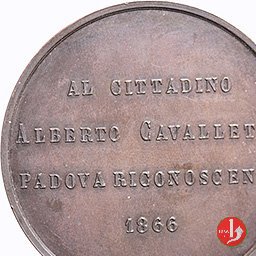 AL CITTADINO
ALBERTO CAVALLET
PADOVA RICONOSCEN
1866